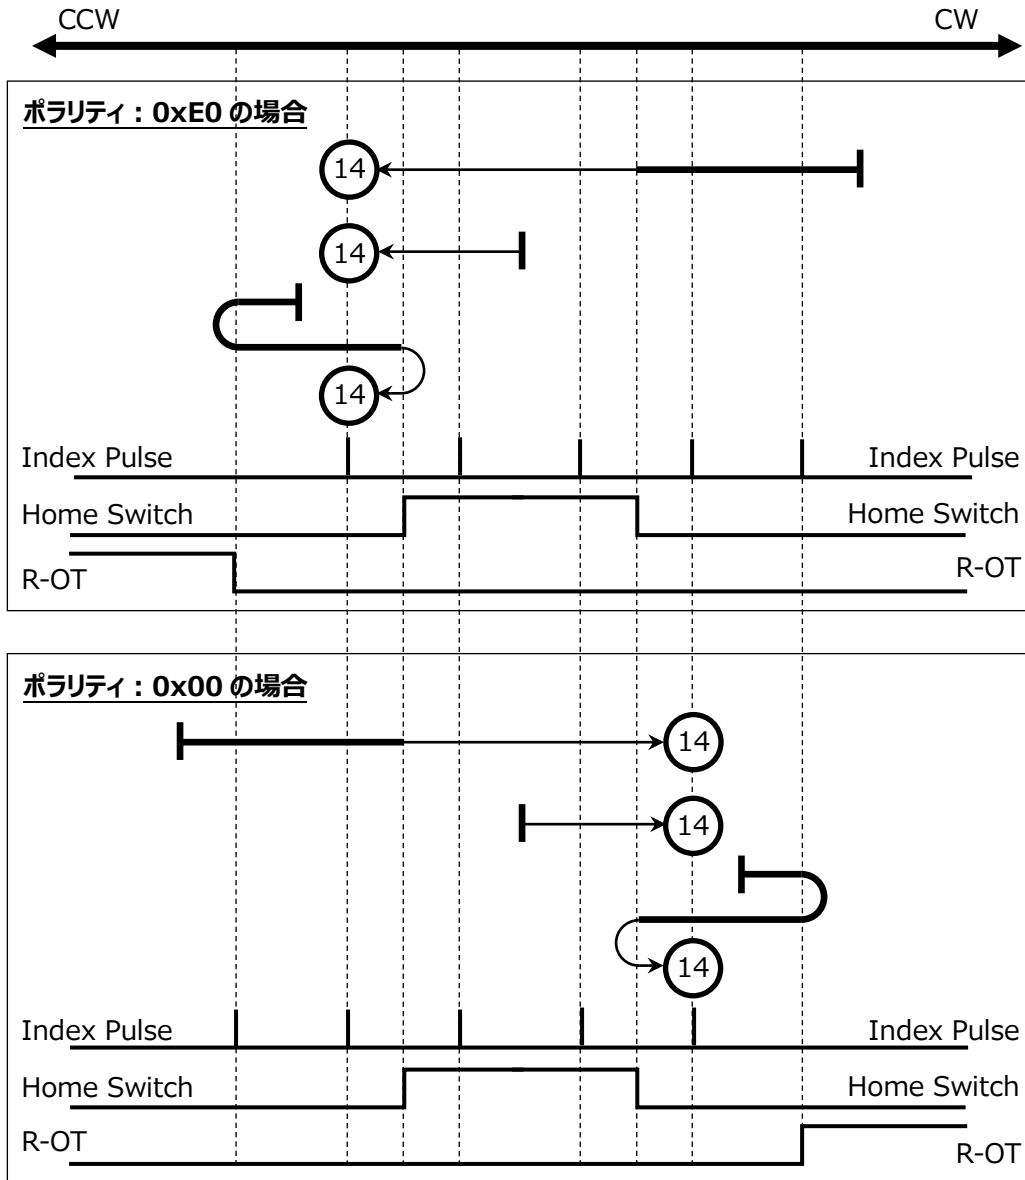 CCW CW
ポラリティ：0xE0 の場合
14
14
14
Index Pulse Index Pulse
Home Switch Home Switch
R-OT R-OT
ポラリティ：0x00 の場合
14
14
14
Index Pulse Index Pulse
Home Switch Home Switch
R-OT R-OT